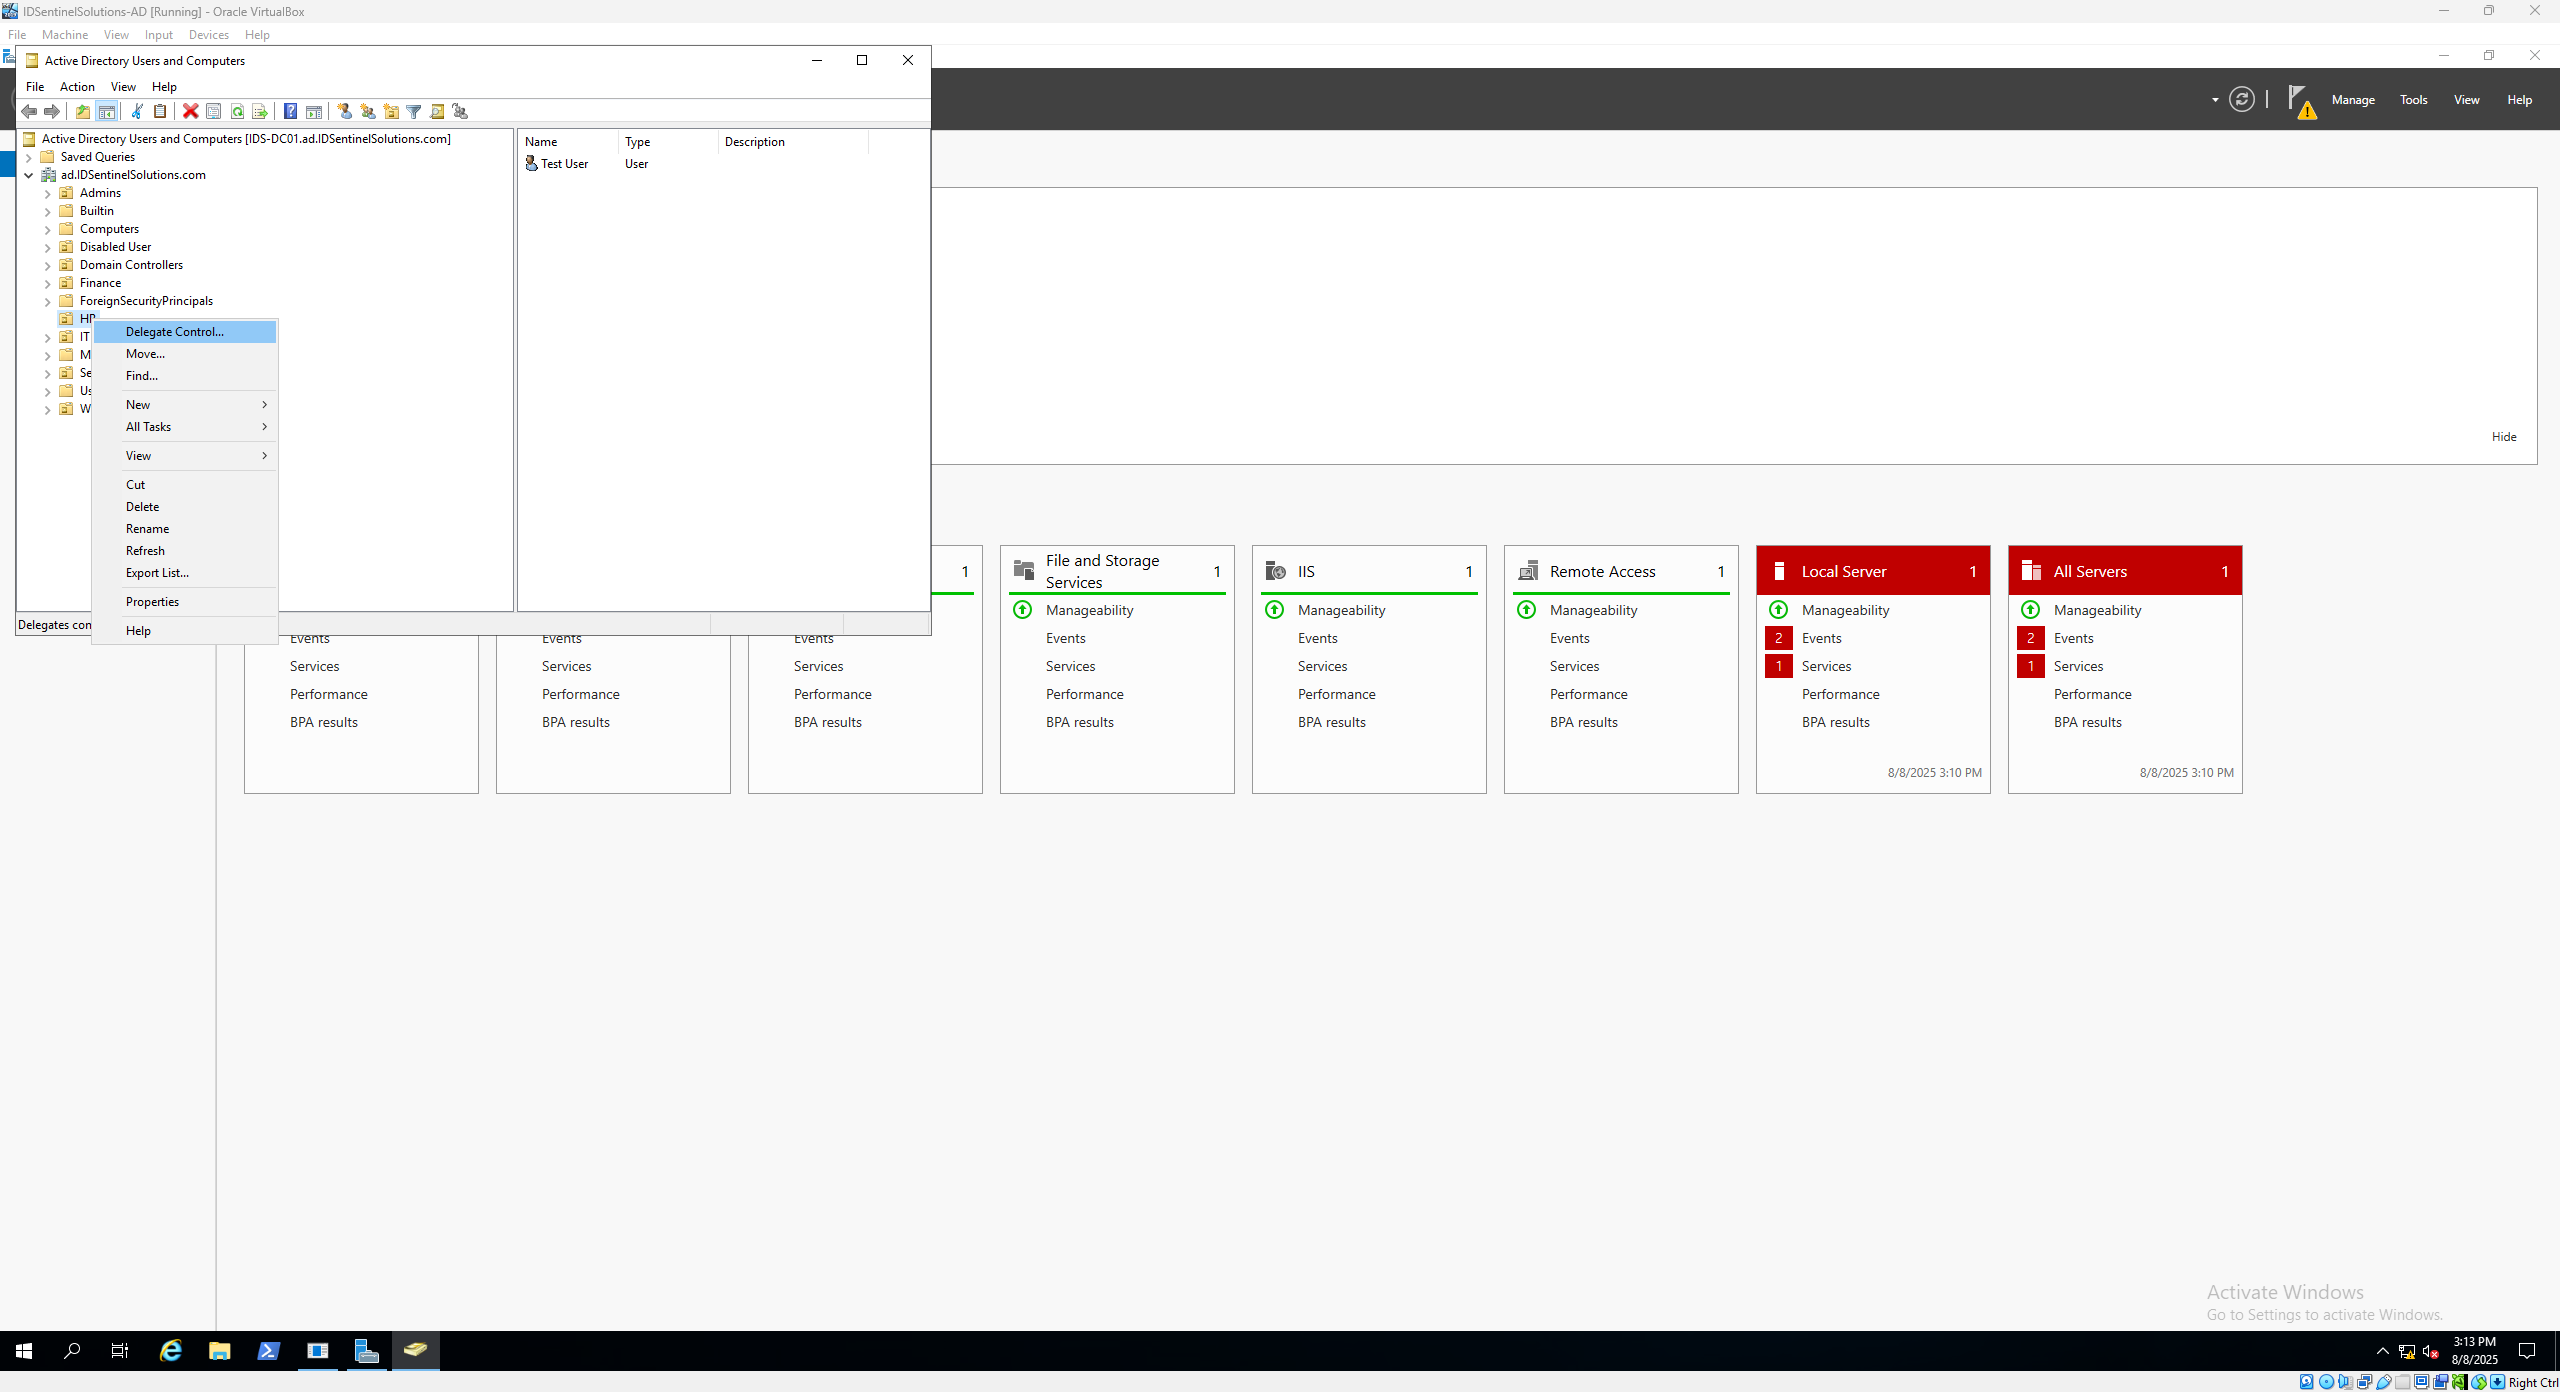 IDSentinelSolutions-AD [Running] - Oracle VirtualBox
File Machine View Input Devices Help
Active Directory Users and Computers
File Action View Help
Manage Tools View Help
Active Directory Users and Computers [IDS-DC01.ad.IDSentinelSolutions.com]
Saved Queries
ad.IDSentinelSolutions.com
Admins
Builtin
Computers
Disabled User
Domain Controllers
Finance
ForeignSecurityPrincipals
HR
IT
M
Se
Us
W
Name Type Description
Test User User
Delegate Control...
Move...
Find...
New
All Tasks
View
Cut
Delete
Rename
Refresh
Export List...
Properties
Help
Delegates con
Hide
Events
Services
Performance
BPA results
Events
Services
Performance
BPA results
1
Events
Services
Performance
BPA results
File and Storage
Services 1
Manageability
Events
Services
Performance
BPA results
IIS 1
Manageability
Events
Services
Performance
BPA results
Remote Access 1
Manageability
Events
Services
Performance
BPA results
Local Server 1
Manageability
2 Events
1 Services
Performance
BPA results
8/8/2025 3:10 PM
All Servers 1
Manageability
2 Events
1 Services
Performance
BPA results
8/8/2025 3:10 PM
Activate Windows
Go to Settings to activate Windows.
3:13 PM
8/8/2025
Right Ctrl